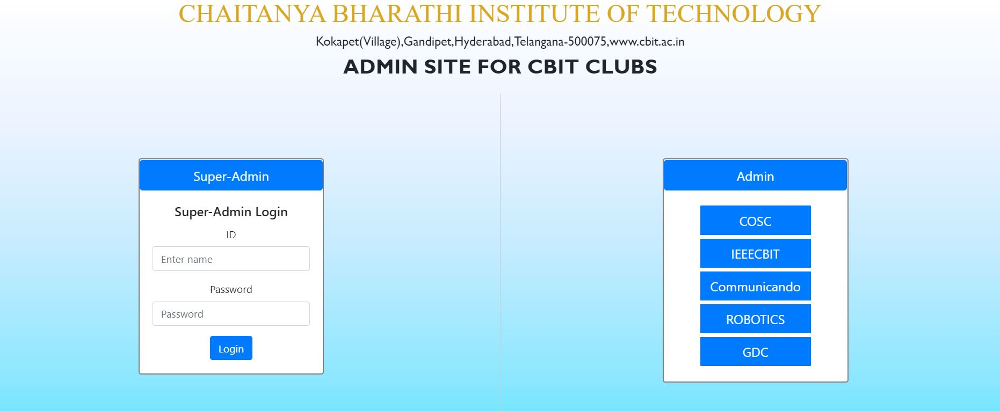 CHAITANYA BHARATHI INSTITUTE OF TECHNOLOGY
Kokapet(Village),Gandipet,Hyderabad,Telangana-500075,www.cbit.ac.in
ADMIN SITE FOR CBIT CLUBS
Super-Admin
Super-Admin Login
ID
Enter name
Password
Password
Login
Admin
COSC
IEEECBIT
Communicando
ROBOTICS
GDC